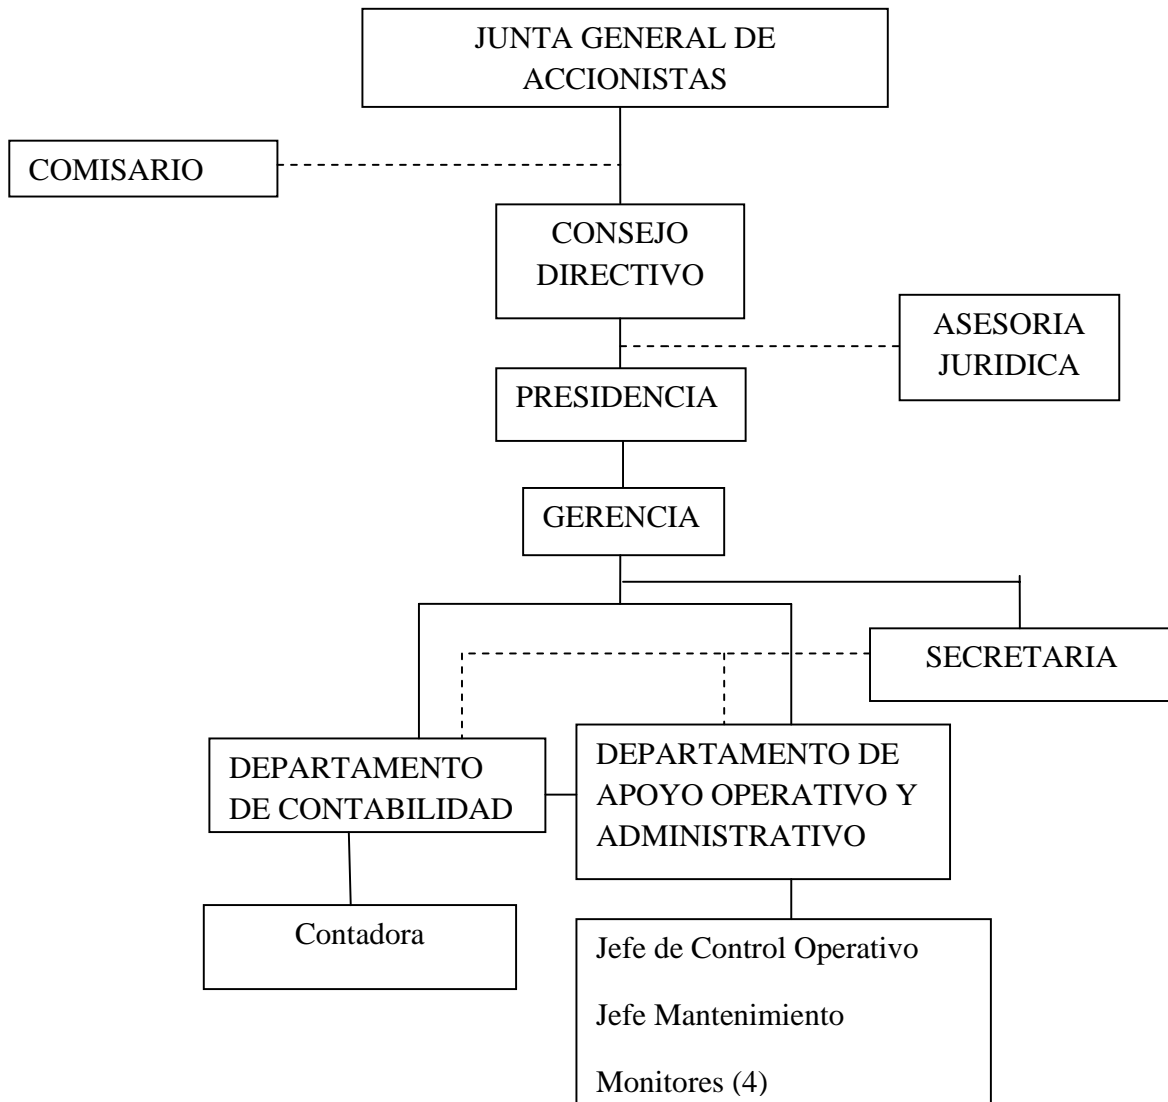 JUNTA GENERAL DE
ACCIONISTAS
COMISARIO
CONSEJO
DIRECTIVO
ASESORIA
JURIDICA
PRESIDENCIA
GERENCIA
SECRETARIA
DEPARTAMENTO
DE CONTABILIDAD
DEPARTAMENTO DE
APOYO OPERATIVO Y
ADMINISTRATIVO
Contadora
Jefe de Control Operativo
Jefe Mantenimiento
Monitores (4)